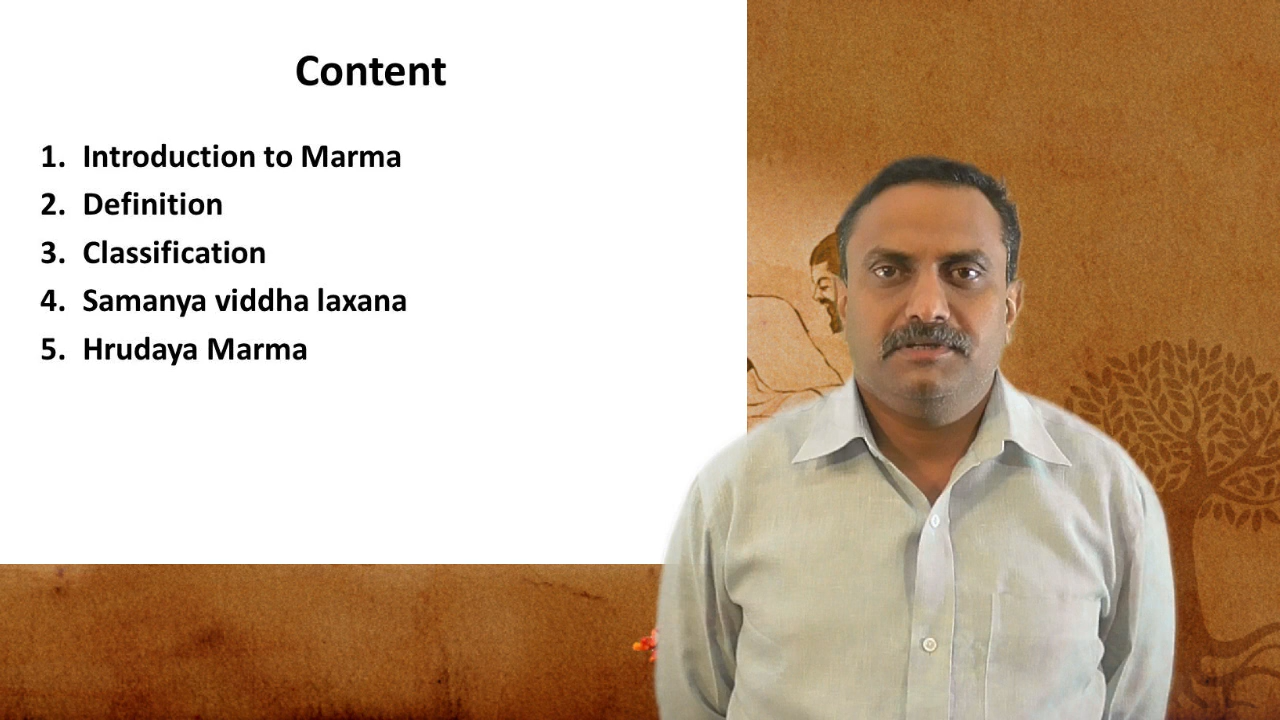 Content
1. Introduction to Marma
2. Definition
3. Classification
4. Samanya viddha laxana
5. Hrudaya Marma